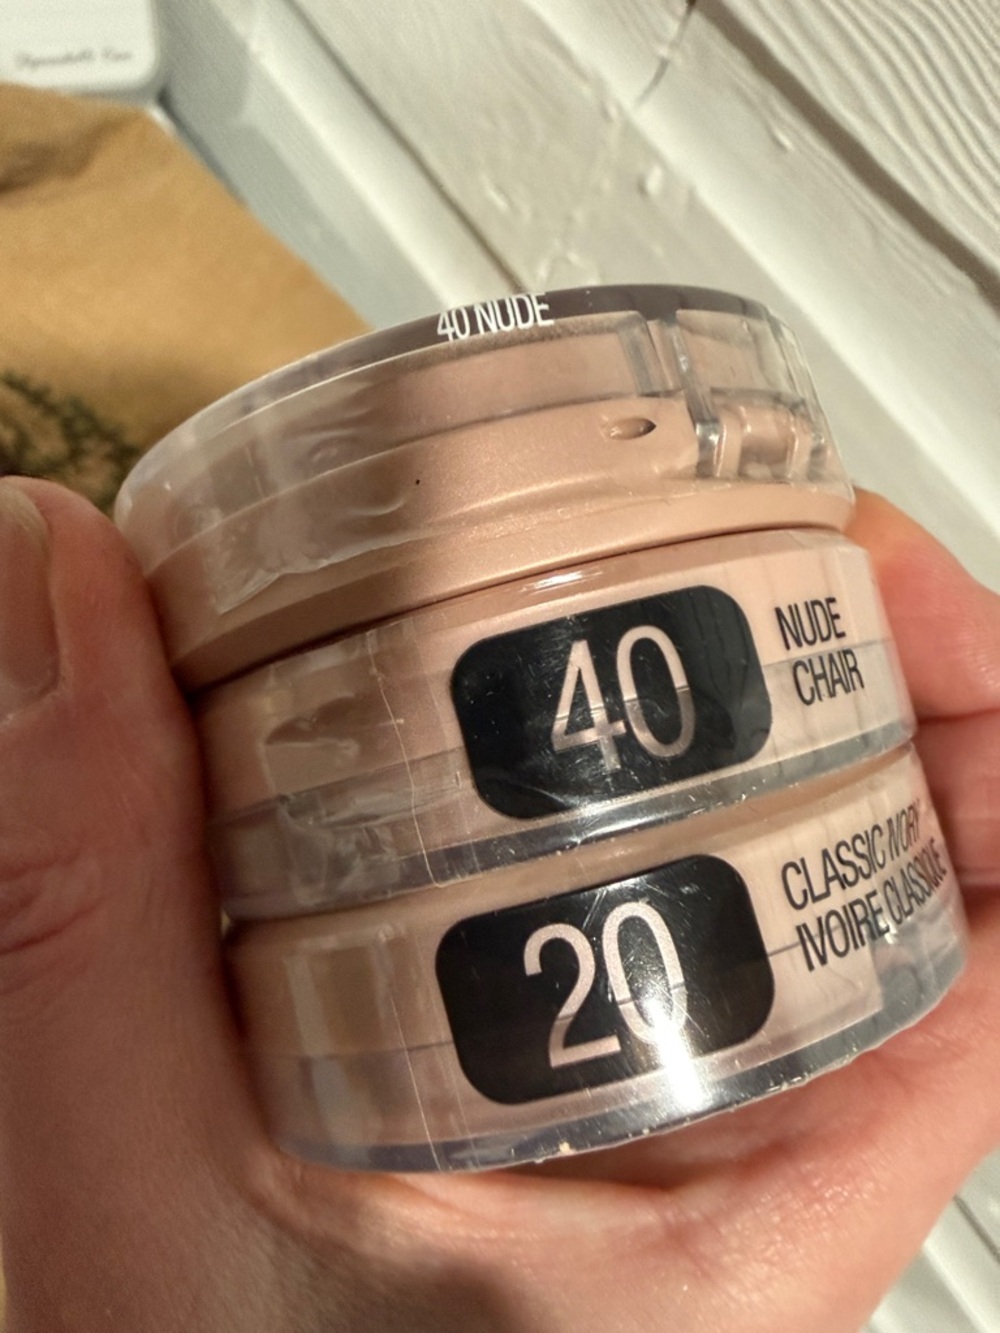 40 NUDE
40
NUDE
CHAIR
20
CLASSIC IVORY
IVOIRE CLASSIQUE